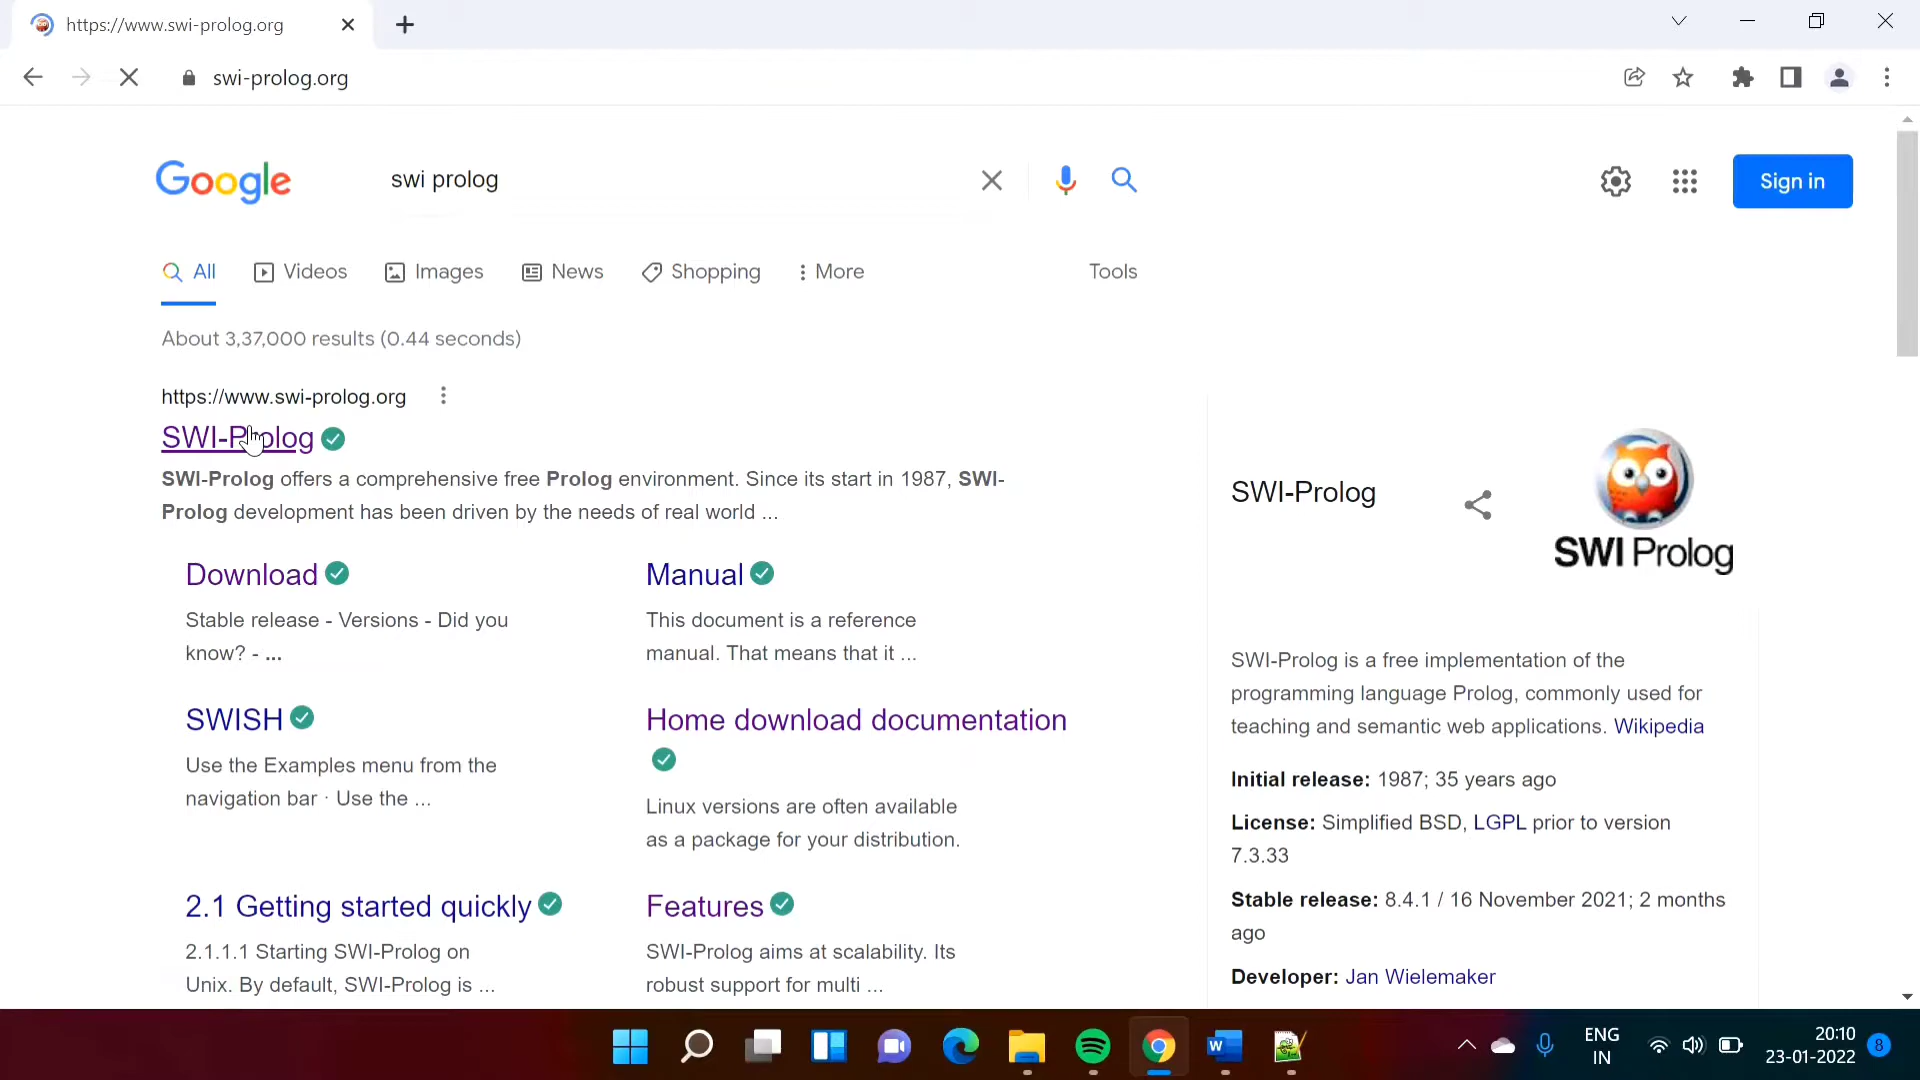 https://www.swi-prolog.org
swi-prolog.org
Google
swi prolog
Sign in
All
Videos
Images
News
Shopping
More
Tools
About 3,37,000 results (0.44 seconds)
https://www.swi-prolog.org
SWI-Prolog
SWI-Prolog offers a comprehensive free Prolog environment. Since its start in 1987, SWI-
Prolog development has been driven by the needs of real world ...
Download
Stable release - Versions - Did you
know? - ...
Manual
This document is a reference
manual. That means that it ...
SWISH
Use the Examples menu from the
navigation bar · Use the ...
Home download documentation
Linux versions are often available
as a package for your distribution.
2.1 Getting started quickly
2.1.1.1 Starting SWI-Prolog on
Unix. By default, SWI-Prolog is ...
Features
SWI-Prolog aims at scalability. Its
robust support for multi ...
SWI-Prolog
SWI Prolog
SWI-Prolog is a free implementation of the
programming language Prolog, commonly used for
teaching and semantic web applications. Wikipedia
Initial release: 1987; 35 years ago
License: Simplified BSD, LGPL prior to version
7.3.33
Stable release: 8.4.1 / 16 November 2021; 2 months
ago
Developer: Jan Wielemaker
W
ENG
IN
20:10
23-01-2022
8